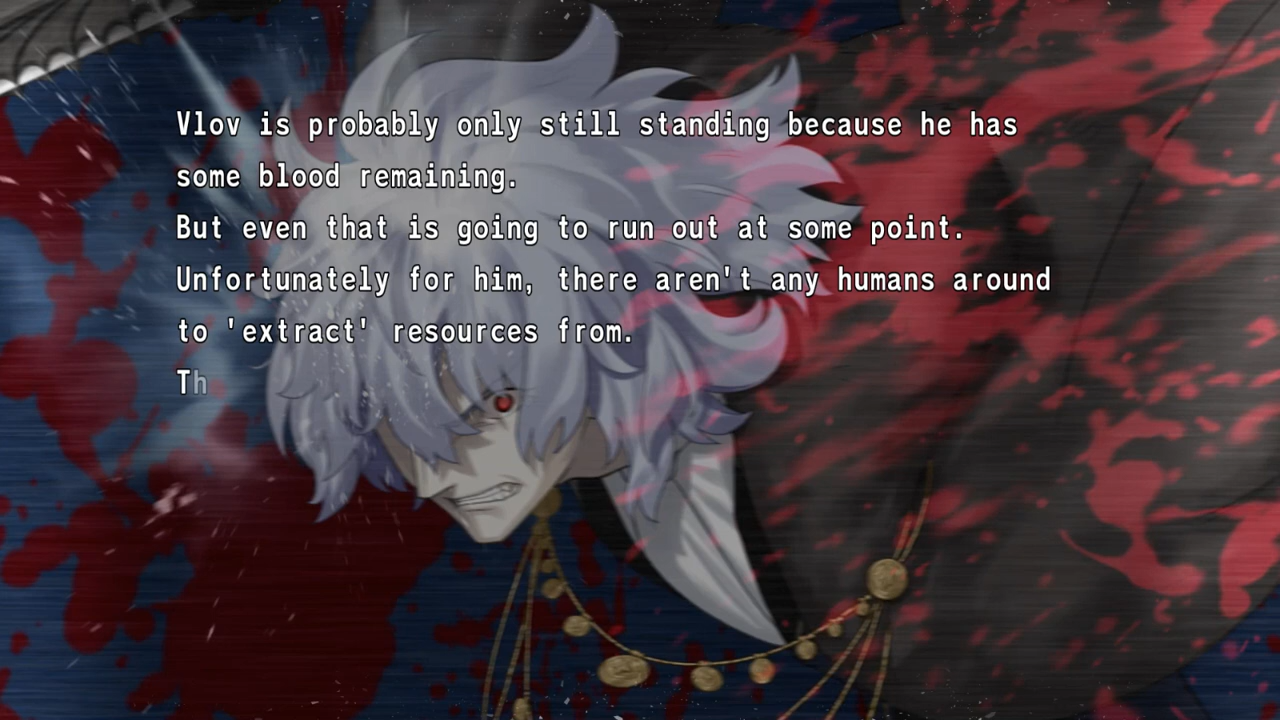 Vlov is probably only still standing because he has
some blood remaining.
But even that is going to run out at some point.
Unfortunately for him, there aren't any humans around
to 'extract' resources from.
Th